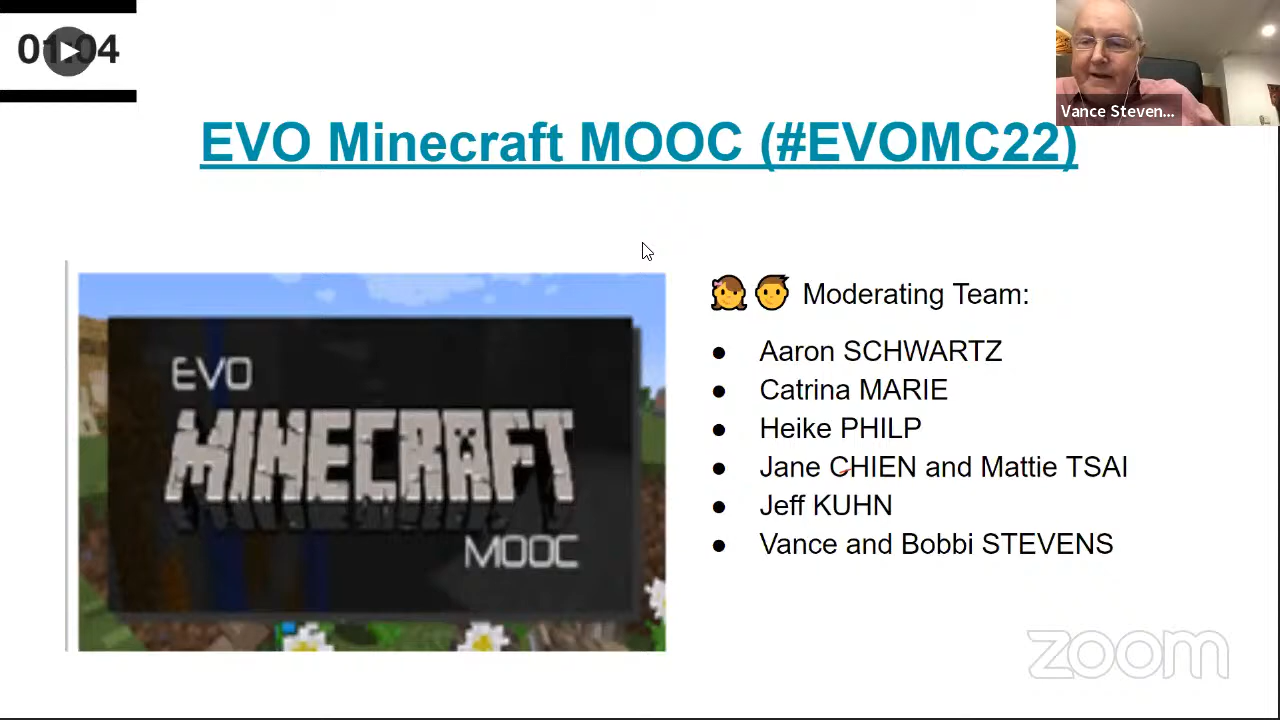 01:04
Vance Steven...
EVO Minecraft MOOC (#EVOMC22)
EVO
MINECRAFT
MOOC
Moderating Team:
● Aaron SCHWARTZ
● Catrina MARIE
● Heike PHILP
● Jane CHIEN and Mattie TSAI
● Jeff KUHN
● Vance and Bobbi STEVENS
zoom